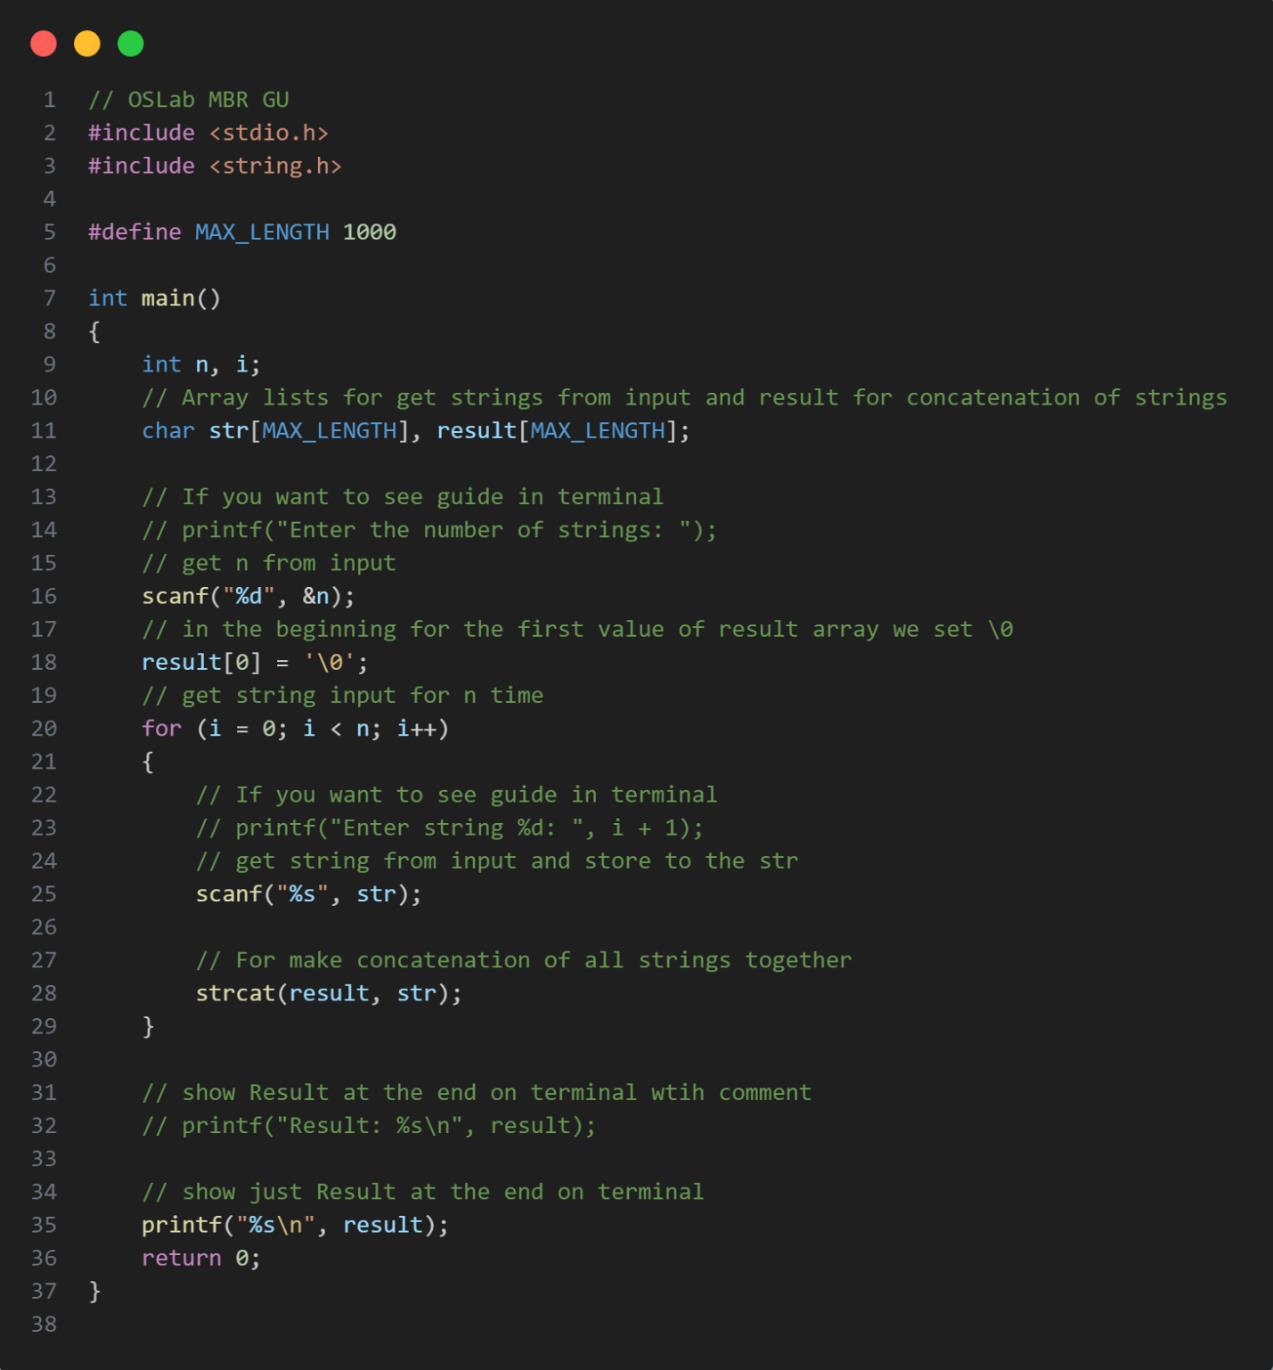 1 // OSLab MBR GU
2 #include <stdio.h>
3 #include <string.h>
4
5 #define MAX_LENGTH 1000
6
7 int main()
8 {
9     int n, i;
10     // Array lists for get strings from input and result for concatenation of strings
11     char str[MAX_LENGTH], result[MAX_LENGTH];
12
13     // If you want to see guide in terminal
14     // printf("Enter the number of strings: ");
15     // get n from input
16     scanf("%d", &n);
17     // in the beginning for the first value of result array we set \0
18     result[0] = '\0';
19     // get string input for n time
20     for (i = 0; i < n; i++)
21     {
22         // If you want to see guide in terminal
23         // printf("Enter string %d: ", i + 1);
24         // get string from input and store to the str
25         scanf("%s", str);
26
27         // For make concatenation of all strings together
28         strcat(result, str);
29     }
30
31     // show Result at the end on terminal wtih comment
32     // printf("Result: %s\n", result);
33
34     // show just Result at the end on terminal
35     printf("%s\n", result);
36     return 0;
37 }
38